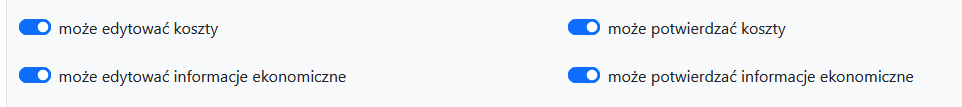 może edytować koszty
może potwierdzać koszty
może edytować informacje ekonomiczne
może potwierdzać informacje ekonomiczne